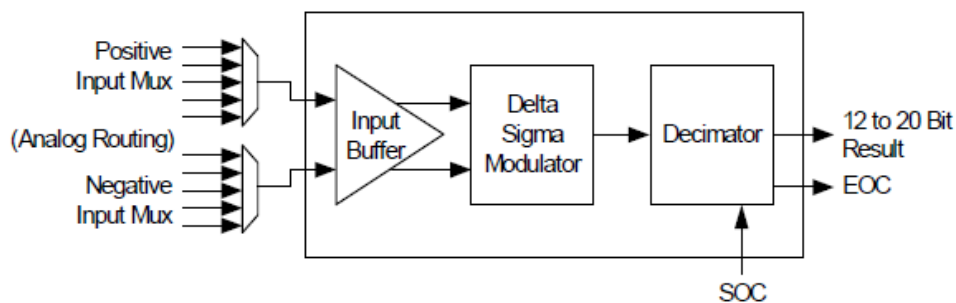 Positive
Input Mux
(Analog Routing)
Negative
Input Mux
Input
Buffer
Delta
Sigma
Modulator
Decimator
12 to 20 Bit
Result
EOC
SOC